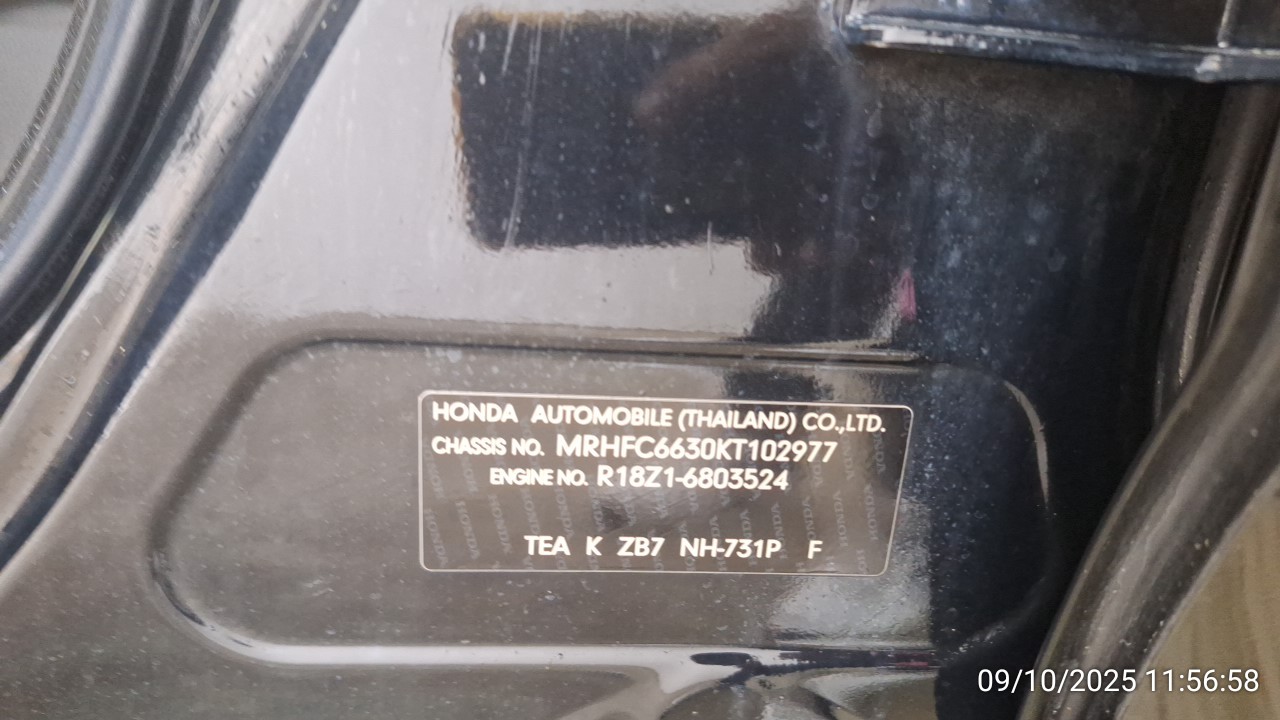 HONDA AUTOMOBILE (THAILAND) CO.,LTD.
CHASSIS NO. MRHFC6630KT102977
ENGINE NO. R18Z1-6803524
TEA K ZB7 NH-731P F
09/10/2025 11:56:58